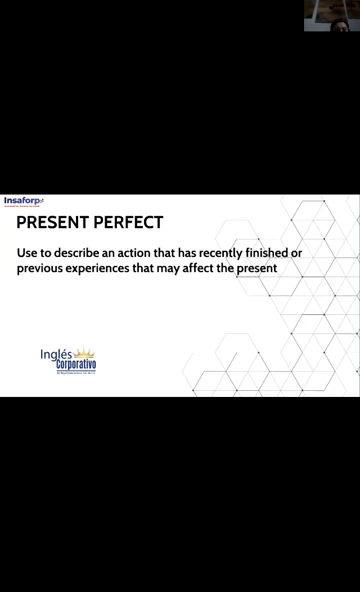 Insaforp
PRESENT PERFECT
Use to describe an action that has recently finished or
previous experiences that may affect the present
Inglés
Corporativo